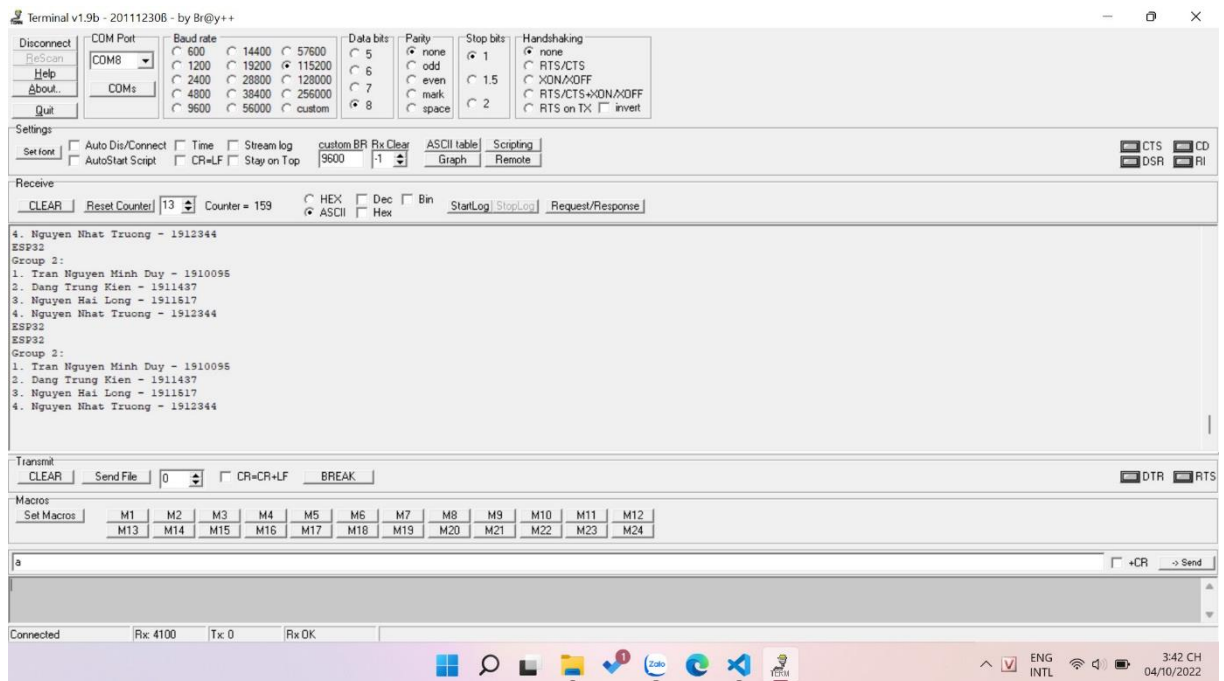 Terminal v1.9b - 20111230ß - by Br@y++
Disconnect
ReScan
Help
About..
Quit
COM Port
COM8
COMs
Baud rate
600 14400 57600
1200 19200 115200
2400 28800 128000
4800 38400 256000
9600 56000 custom
Data bits
5
6
7
8
Parity
none
odd
even
mark
space
Stop bits
1
1.5
2
Handshaking
none
RTS/CTS
XON/XOFF
RTS/CTS+XON/XOFF
RTS on TX invert
Settings
Set font
Auto Dis/Connect Time Stream log
AutoStart Script CR=LF Stay on Top
custom BR Rx Clear
9600 -1
ASCII table Scripting
Graph Remote
CTS CD
DSR RI
Receive
CLEAR Reset Counter 13 Counter = 159
HEX Dec Bin
ASCII Hex
StartLog StopLog Request/Response
4. Nguyen Nhat Truong - 1912344
ESP32
Group 2:
1. Tran Nguyen Minh Duy - 1910095
2. Dang Trung Kien - 1911437
3. Nguyen Hai Long - 1911517
4. Nguyen Nhat Truong - 1912344
ESP32
ESP32
Group 2:
1. Tran Nguyen Minh Duy - 1910095
2. Dang Trung Kien - 1911437
3. Nguyen Hai Long - 1911517
4. Nguyen Nhat Truong - 1912344
Transmit
CLEAR Send File 0 CR=CR+LF BREAK
DTR RTS
Macros
Set Macros M1 M2 M3 M4 M5 M6 M7 M8 M9 M10 M11 M12
M13 M14 M15 M16 M17 M18 M19 M20 M21 M22 M23 M24
a +CR -> Send
Connected Rx: 4100 Tx: 0 Rx OK
1
Zalo
TERM
V
ENG
INTL
3:42 CH
04/10/2022